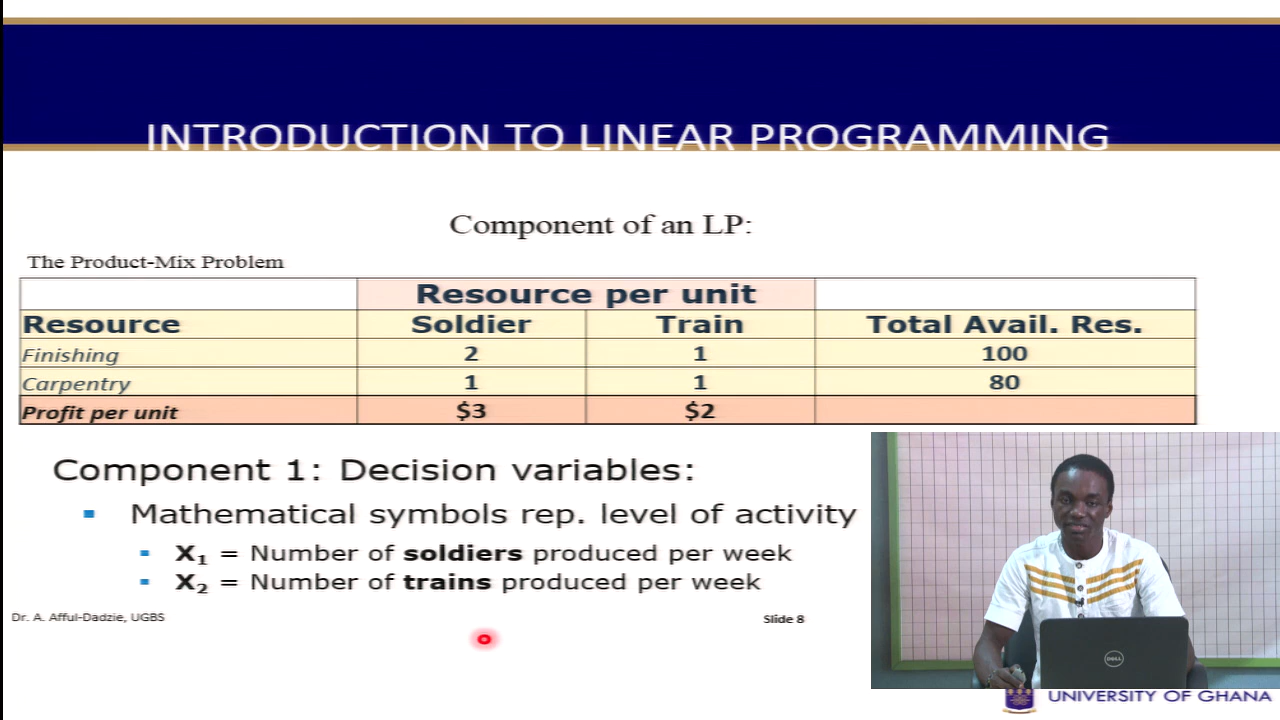 INTRODUCTION TO LINEAR PROGRAMMING
Component of an LP:
The Product-Mix Problem
Resource per unit
Resource Soldier Train Total Avail. Res.
Finishing 2 1 100
Carpentry 1 1 80
Profit per unit $3 $2
Component 1: Decision variables:
▪ Mathematical symbols rep. level of activity
▪ X₁ = Number of soldiers produced per week
▪ X₂ = Number of trains produced per week
Dr. A. Afful-Dadzie, UGBS
Slide 8
DELL
UNIVERSITY OF GHANA